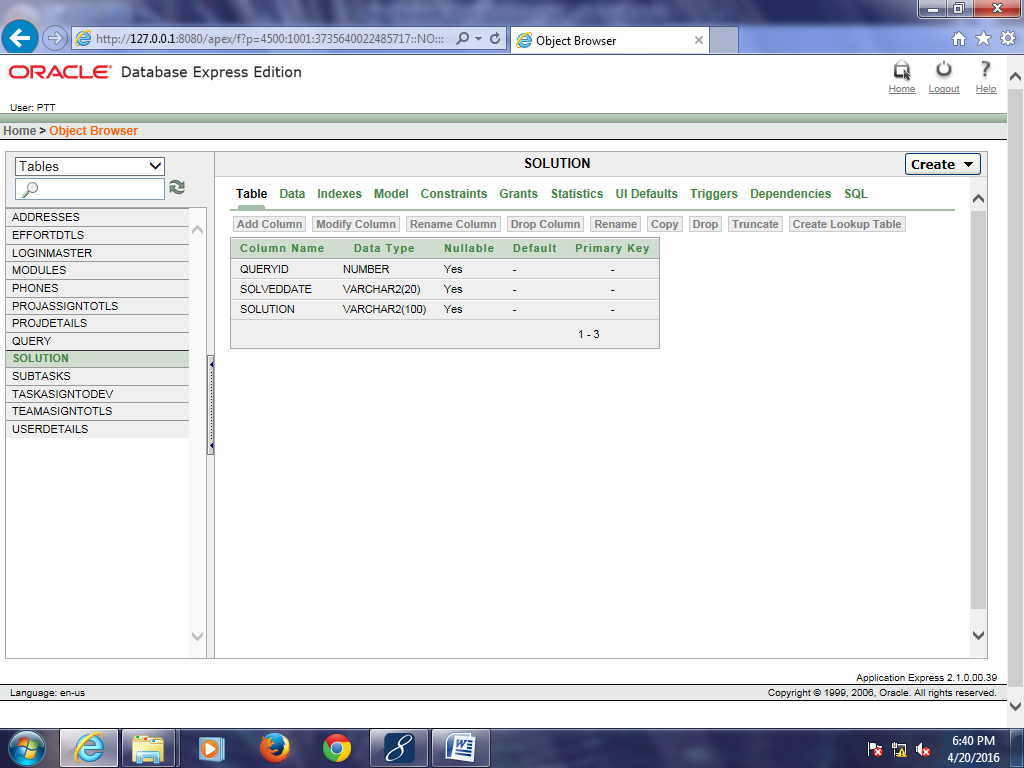 http://127.0.0.1:8080/apex/f?p=4500:1001:3735640022485717::NO:::
Object Browser
ORACLE® Database Express Edition
Home Logout Help
User: PTT
Home > Object Browser
Tables
SOLUTION
Create
Table Data Indexes Model Constraints Grants Statistics UI Defaults Triggers Dependencies SQL
Add Column Modify Column Rename Column Drop Column Rename Copy Drop Truncate Create Lookup Table
ADDRESSES
EFFORTDTLS
LOGINMASTER
MODULES
PHONES
PROJASSIGNTOTLS
PROJDETAILS
QUERY
SOLUTION
SUBTASKS
TASKASIGNTODEV
TEAMASIGNTOTLS
USERDETAILS
Column Name Data Type Nullable Default Primary Key
QUERYID NUMBER Yes - -
SOLVEDDATE VARCHAR2(20) Yes - -
SOLUTION VARCHAR2(100) Yes - -
1 - 3
Application Express 2.1.0.00.39
Language: en-us
Copyright © 1999, 2006, Oracle. All rights reserved.
6:40 PM
4/20/2016